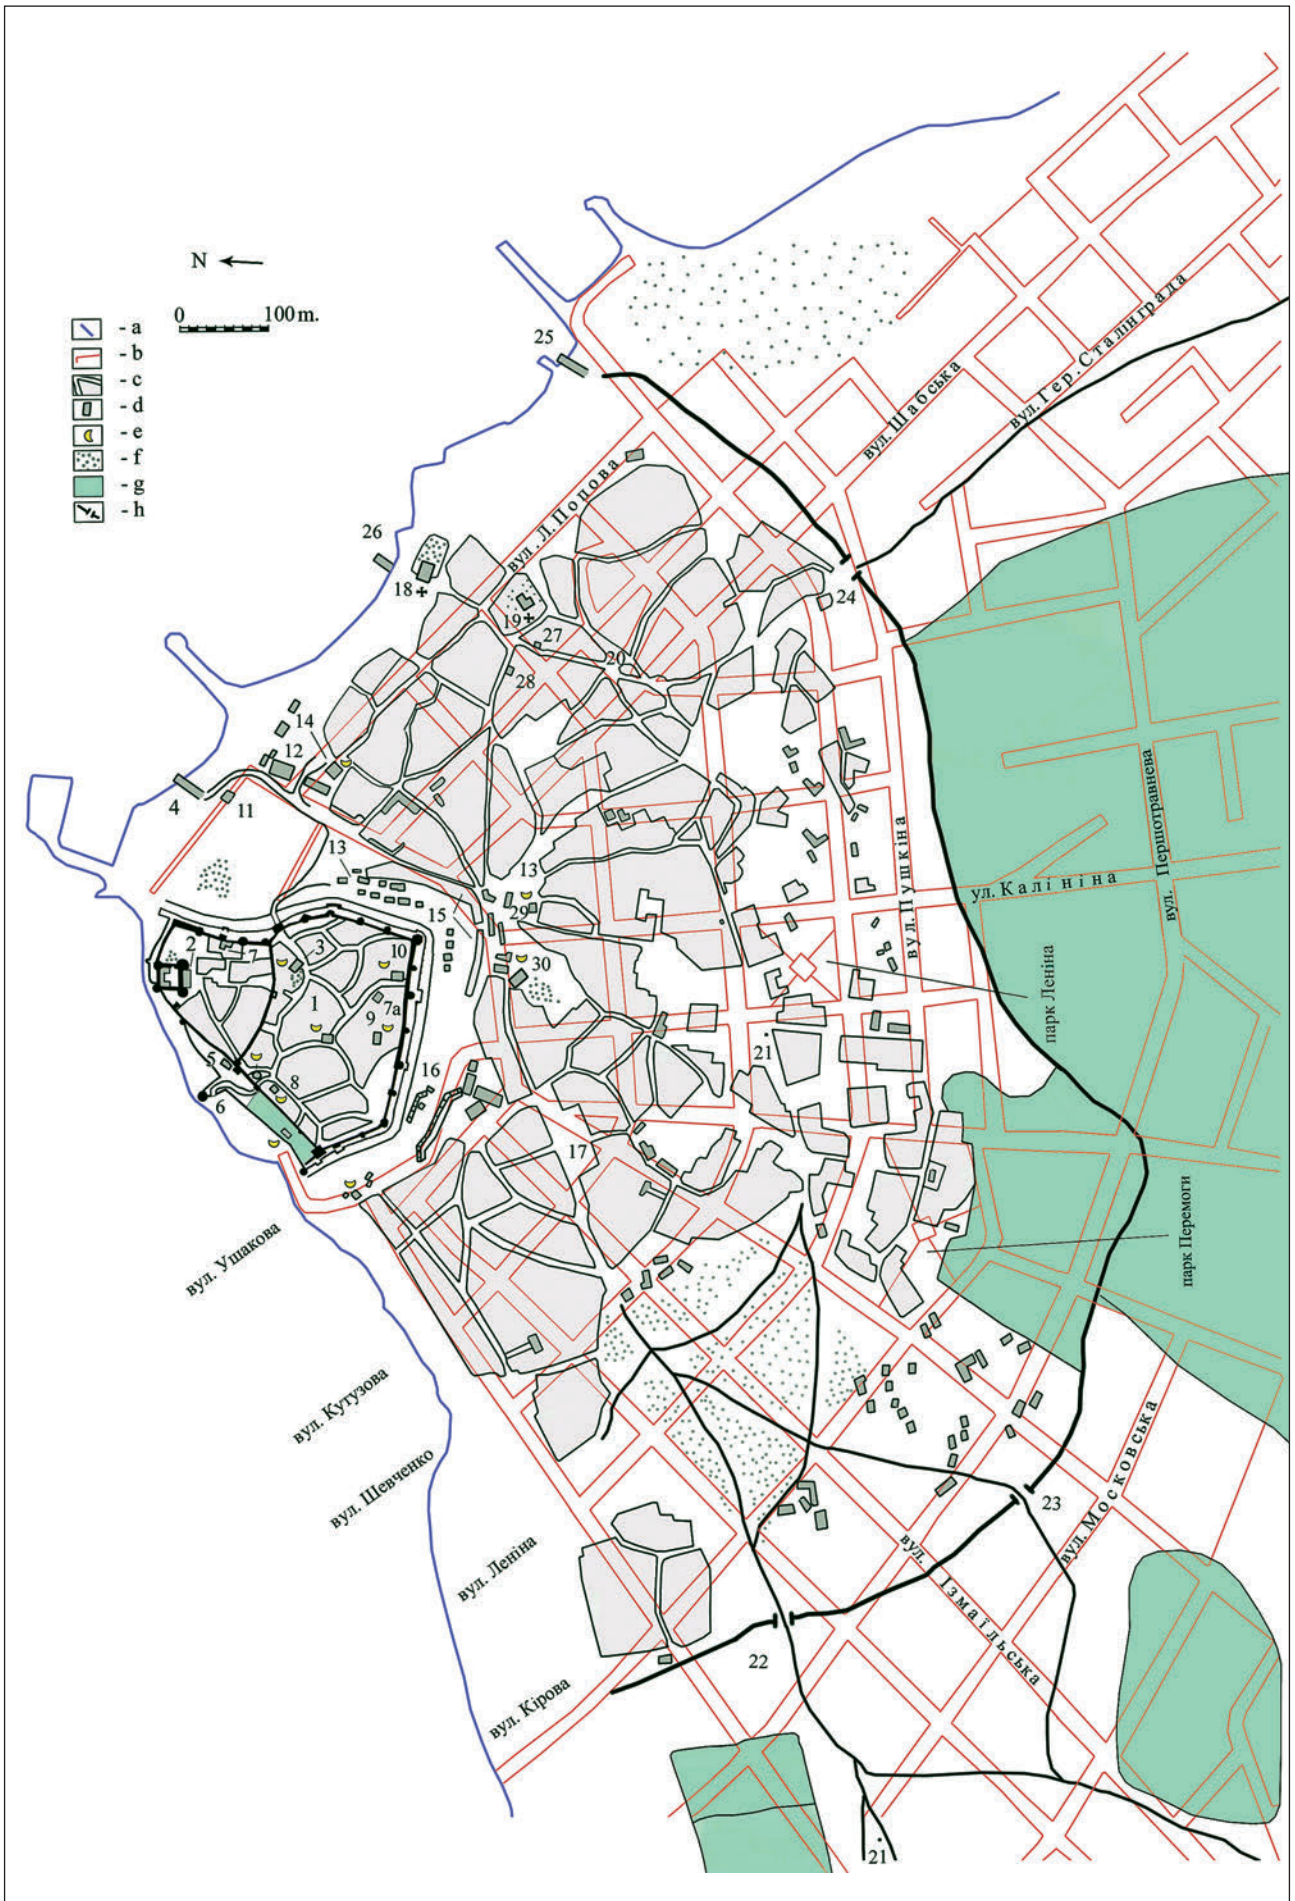 N
0 100 m.
- a
- b
- c
- d
- e
- f
- g
- h
25
вул. Шабська
вул. Гер. Сталінграда
вул. Л. Попова
26
18
19
24
27
20
28
14
12
4
11
вул. Першотравнева
вул. Пушкіна
13
13
ул. Калініна
15
29
2
7
3
10
30
парк Леніна
1
7a
9
21
5
8
6
16
17
парк Перемоги
вул. Ушакова
вул. Кутузова
вул. Шевченко
вул. Московська
23
вул. Леніна
вул. Ізмаїльська
22
вул. Кірова
21